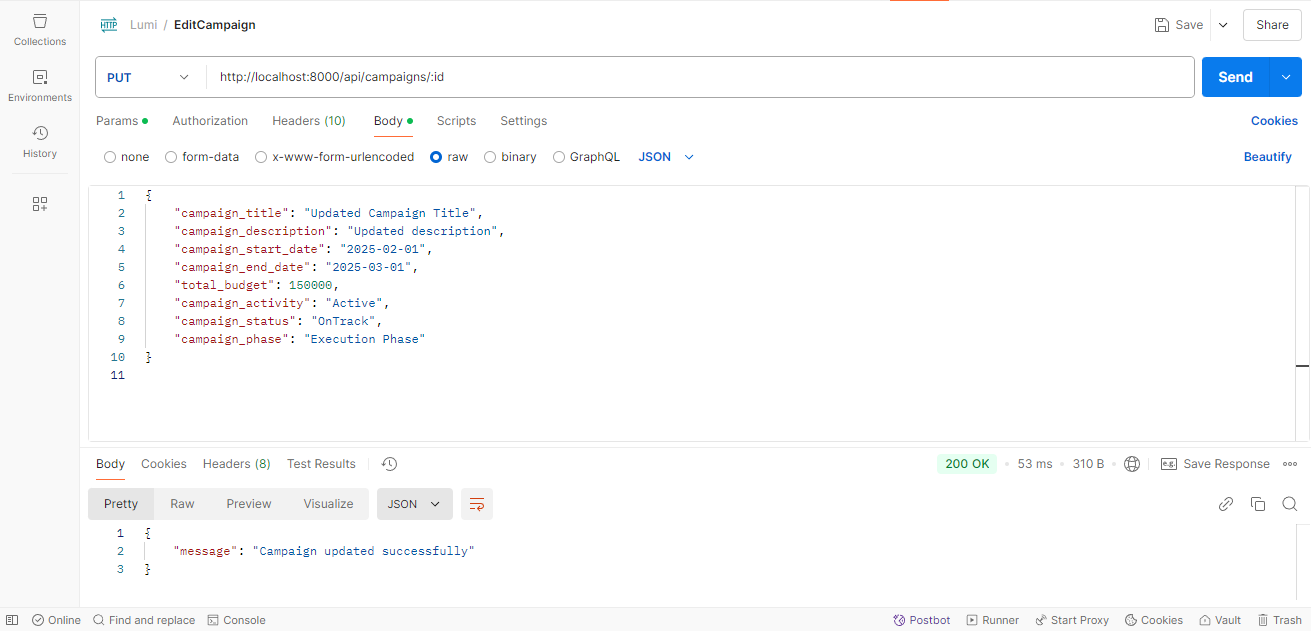 Collections
Environments
History
HTTP Lumi / EditCampaign
Save
Share
PUT
http://localhost:8000/api/campaigns/:id
Send
Params
Authorization
Headers (10)
Body
Scripts
Settings
Cookies
none
form-data
x-www-form-urlencoded
raw
binary
GraphQL
JSON
Beautify
1 {
2 "campaign_title": "Updated Campaign Title",
3 "campaign_description": "Updated description",
4 "campaign_start_date": "2025-02-01",
5 "campaign_end_date": "2025-03-01",
6 "total_budget": 150000,
7 "campaign_activity": "Active",
8 "campaign_status": "OnTrack",
9 "campaign_phase": "Execution Phase"
10 }
11
Body
Cookies
Headers (8)
Test Results
200 OK
53 ms
310 B
e.g.
Save Response
Pretty
Raw
Preview
Visualize
JSON
1 {
2 "message": "Campaign updated successfully"
3 }
Online
Find and replace
Console
Postbot
Runner
Start Proxy
Cookies
Vault
Trash